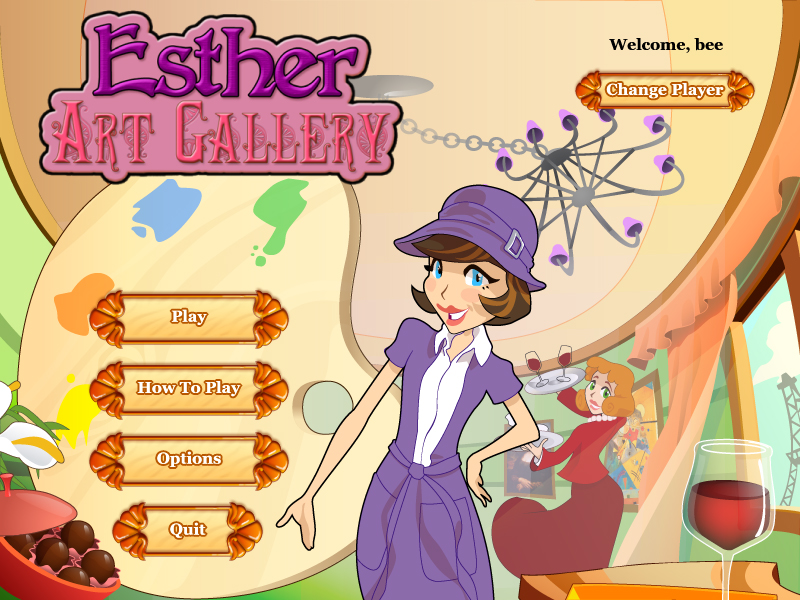 Esther
ART GALLERY
Welcome, bee
Change Player
Play
How To Play
Options
Quit